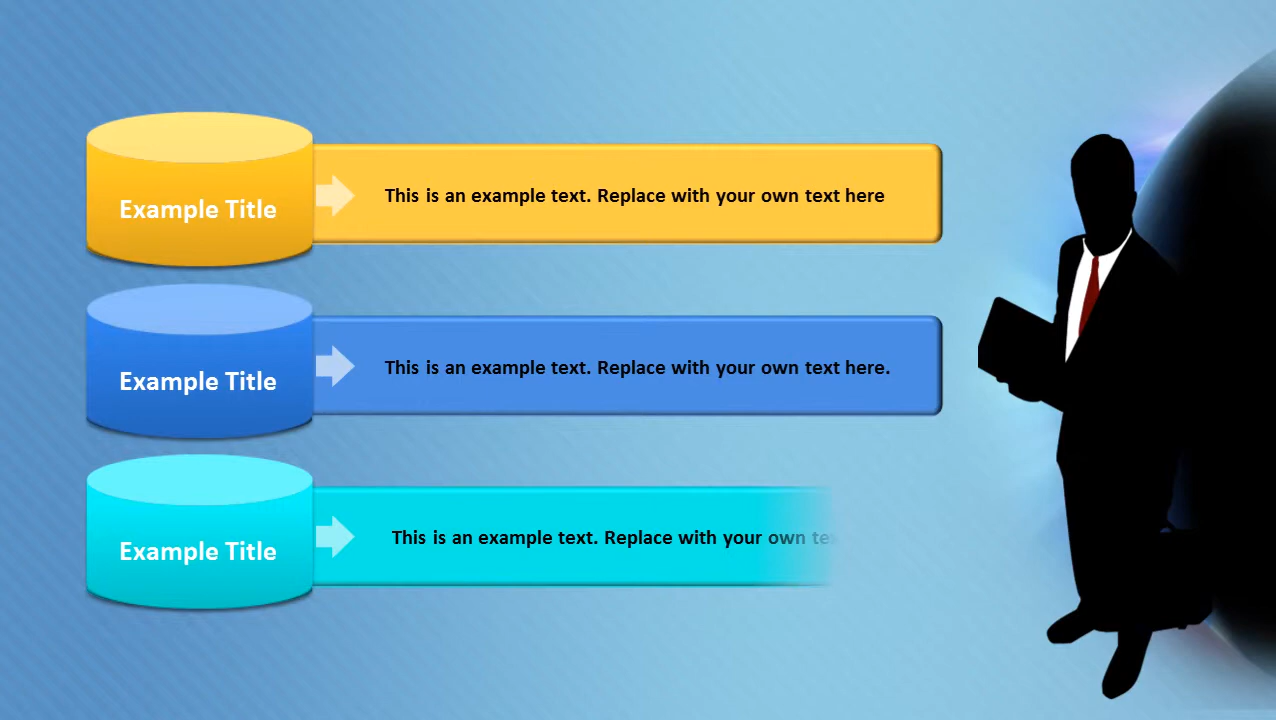 Example Title
This is an example text. Replace with your own text here
Example Title
This is an example text. Replace with your own text here.
Example Title
This is an example text. Replace with your own